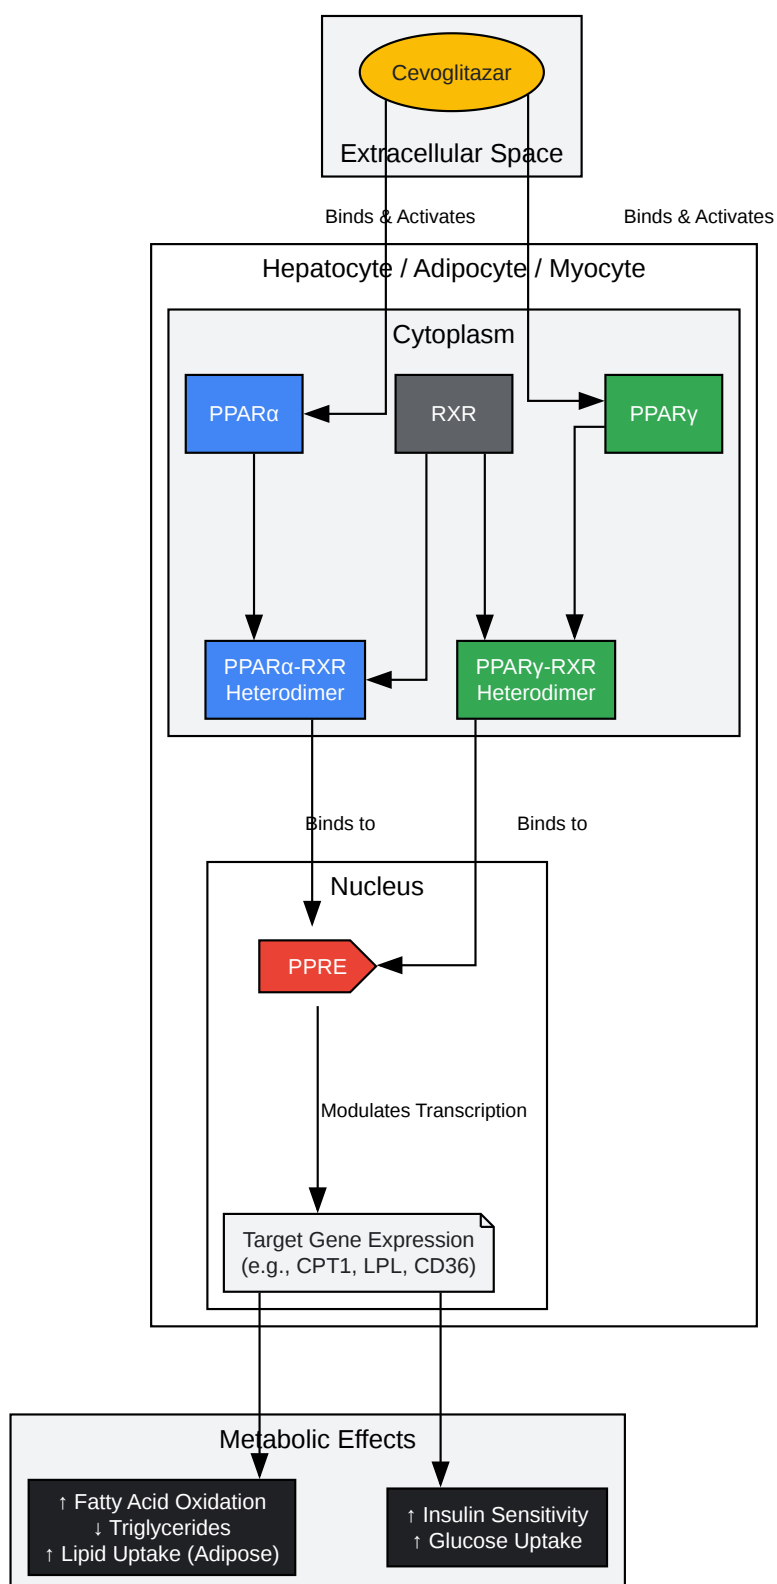 Cevoglitazar
Extracellular Space
Binds & Activates
Binds & Activates
Hepatocyte / Adipocyte / Myocyte
Cytoplasm
PPARα
RXR
PPARγ
PPARα-RXR
Heterodimer
PPARγ-RXR
Heterodimer
Binds to
Binds to
Nucleus
PPRE
Modulates Transcription
Target Gene Expression
(e.g., CPT1, LPL, CD36)
Metabolic Effects
↑ Fatty Acid Oxidation
↓ Triglycerides
↑ Lipid Uptake (Adipose)
↑ Insulin Sensitivity
↑ Glucose Uptake